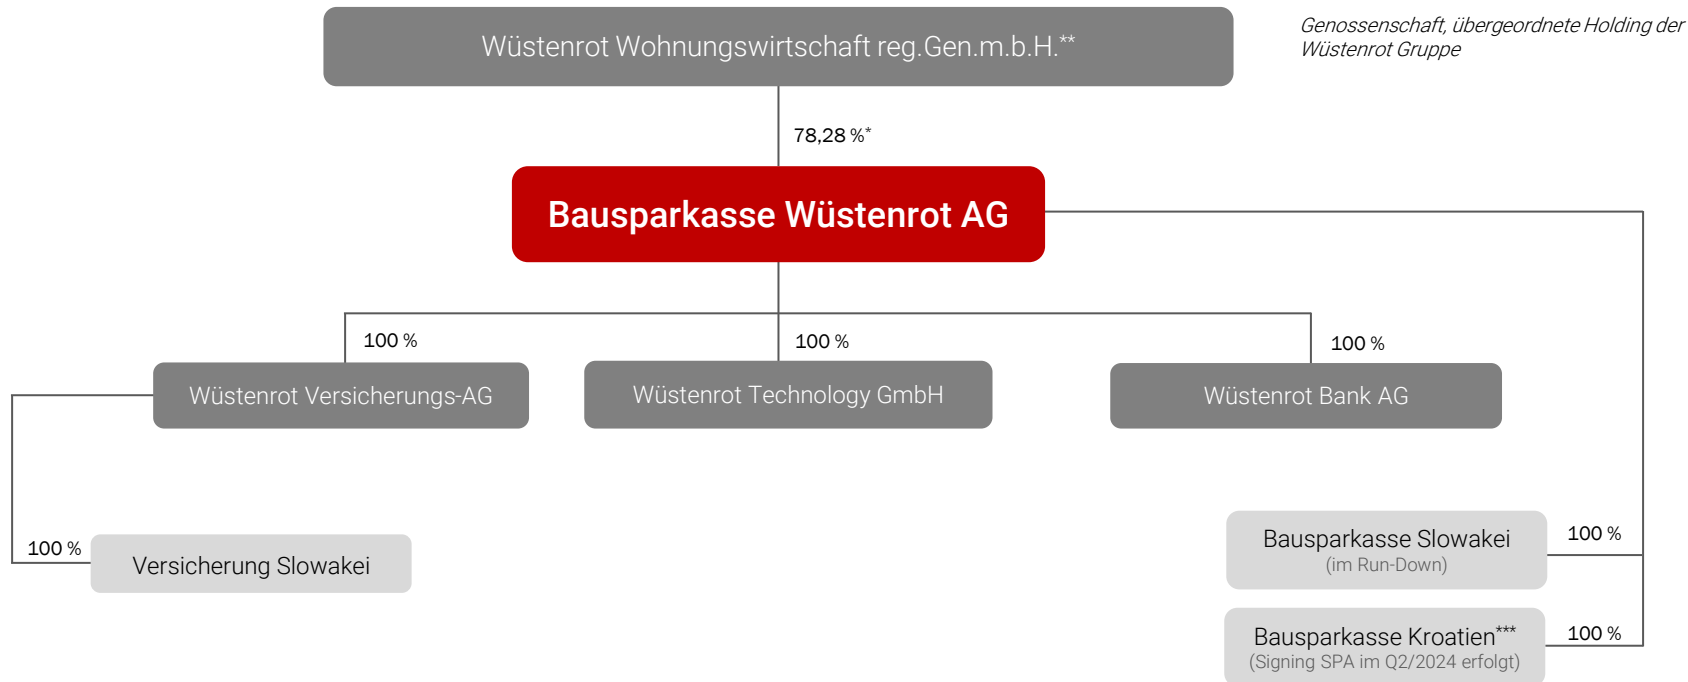 Wüstenrot Wohnungswirtschaft reg.Gen.m.b.H.**
Genossenschaft, übergeordnete Holding der
Wüstenrot Gruppe
78,28 %*
Bausparkasse Wüstenrot AG
100 %
100 %
100 %
Wüstenrot Versicherungs-AG
Wüstenrot Technology GmbH
Wüstenrot Bank AG
100 %
Versicherung Slowakei
Bausparkasse Slowakei
(im Run-Down)
100 %
Bausparkasse Kroatien***
(Signing SPA im Q2/2024 erfolgt)
100 %